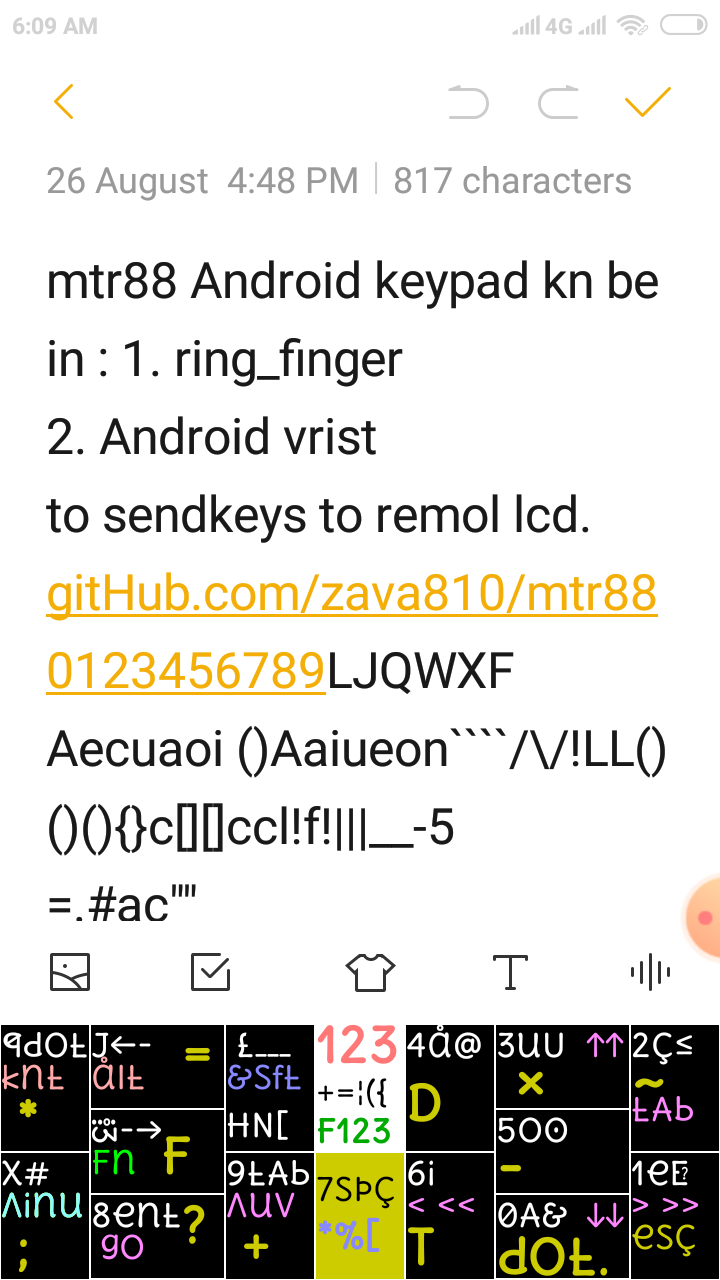 6:09 AM 4G
26 August 4:48 PM | 817 characters
mtr88 Android keypad kn be
in : 1. ring_finger
2. Android vrist
to sendkeys to remol lcd.
gitHub.com/zava810/mtr88
0123456789LJQWXF
Aecuaoi ()Aaiueon````/\/!LL()
()(){}c[][]ccl!f!|||__-5
=.#ac""
T
9dOŁ J←-- = £___ 123 4Å@ 3UU ↑↑ 2Ç≤
knŁ åIŁ &SfŁ +=¦({ D × ~
* HN[ F123 ŁAb
--> F 500
Fn −
X# 9ŁAb 7SÞÇ 6i 1eE
ʌinu 8enŁ ? ʌuv *%[ < << 0A& ↓↓ > >>
; go + T dOŁ. esÇ